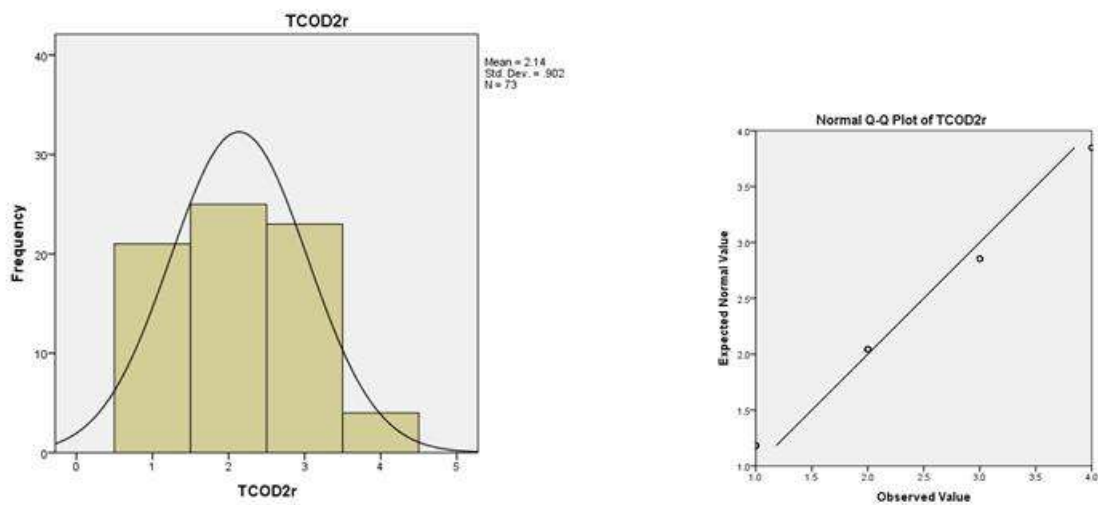 TCOD2r
40
30
20
10
0
Frequency
0 1 2 3 4 5
TCOD2r
Mean = 2.14
Std. Dev. = .902
N = 73
Normal Q-Q Plot of TCOD2r
4.0
3.5
3.0
2.5
2.0
1.5
1.0
Expected Normal Value
1.0 1.5 2.0 2.5 3.0 3.5 4.0
Observed Value